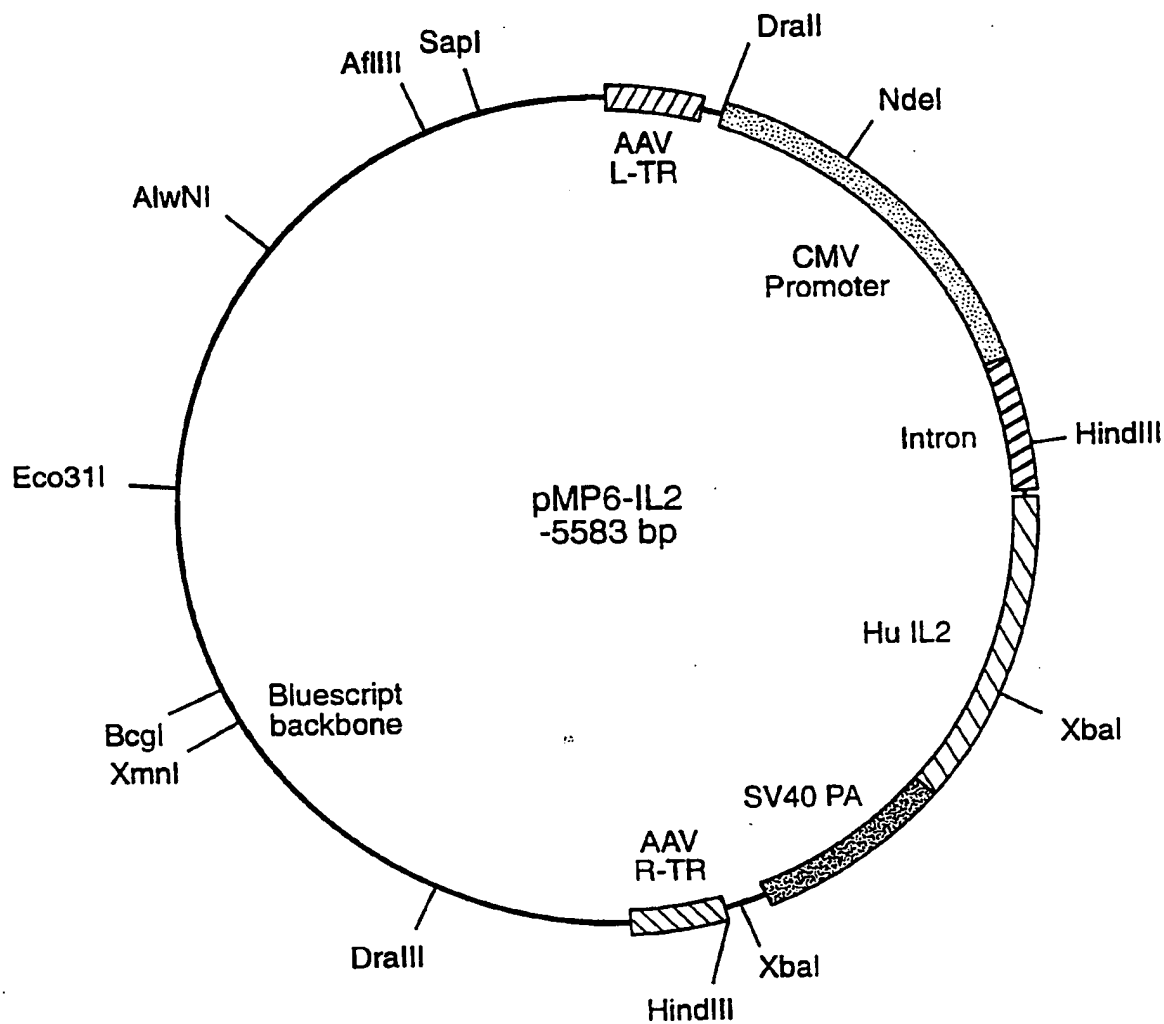 DraII
SapI
AflIII
NdeI
AAV
L-TR
AlwNI
CMV
Promoter
Intron
HindIII
Eco31I
pMP6-IL2
-5583 bp
Hu IL2
Bluescript
backbone
BcgI
XmnI
XbaI
SV40 PA
AAV
R-TR
DraIII
XbaI
HindIII